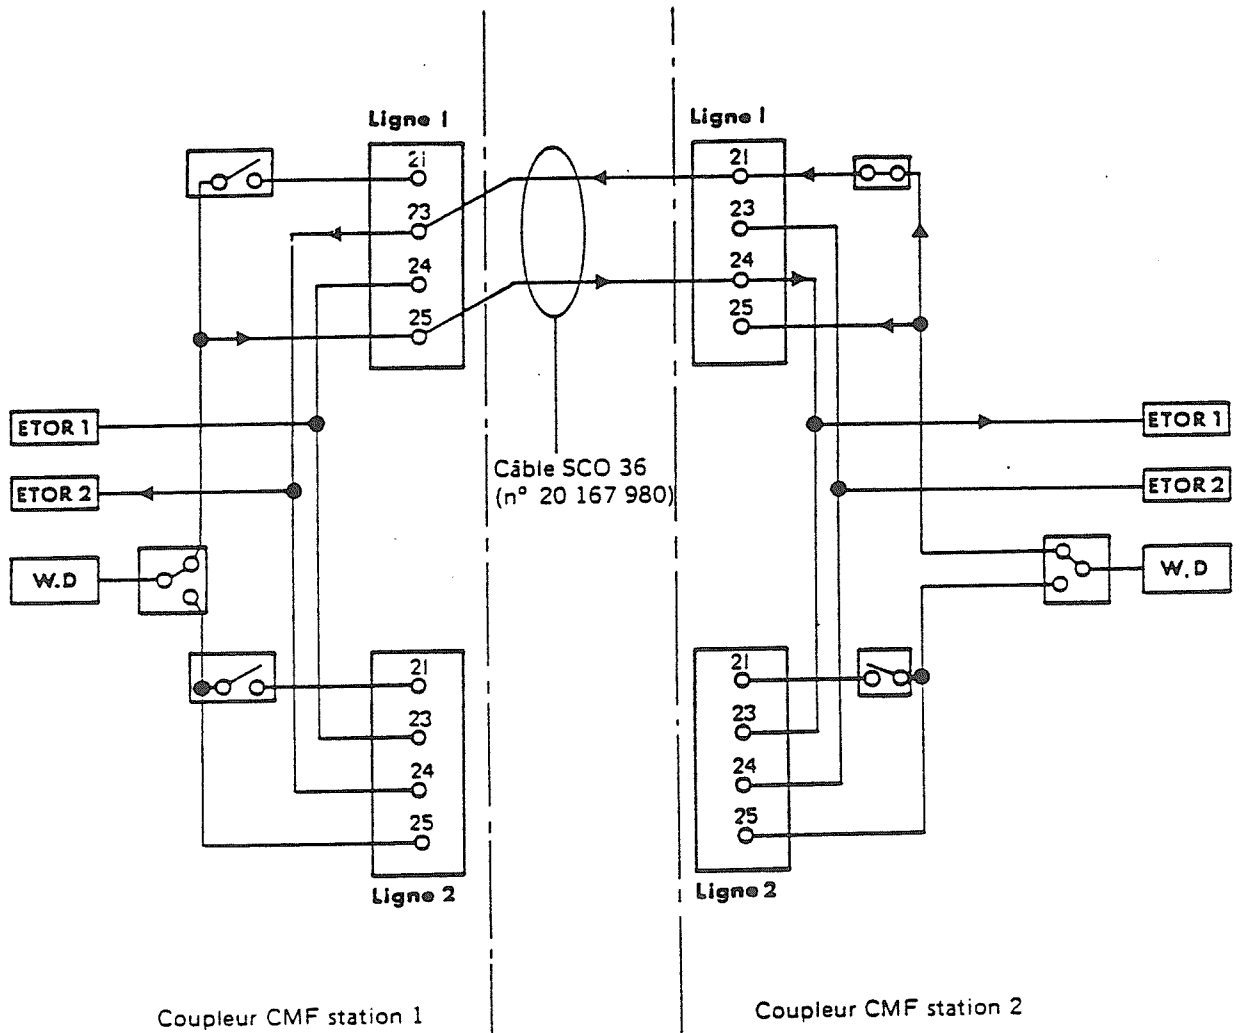 Ligne 1
21
23
24
25
Ligne 1
21
23
24
25
ETOR 1
ETOR 2
W.D
Câble SCO 36
(n° 20 167 980)
ETOR 1
ETOR 2
W.D
21
23
24
25
Ligne 2
21
23
24
25
Ligne 2
Coupleur CMF station 1
Coupleur CMF station 2